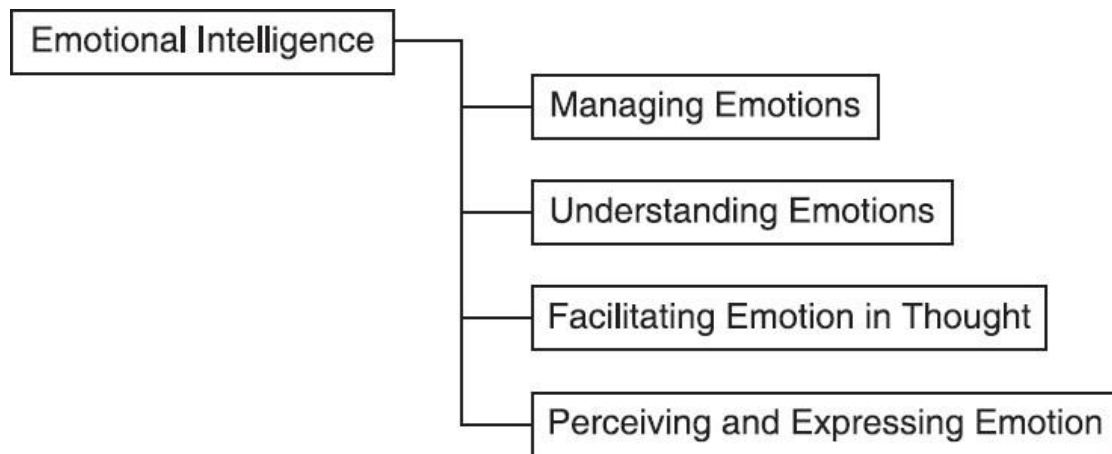 Emotional Intelligence
Managing Emotions
Understanding Emotions
Facilitating Emotion in Thought
Perceiving and Expressing Emotion